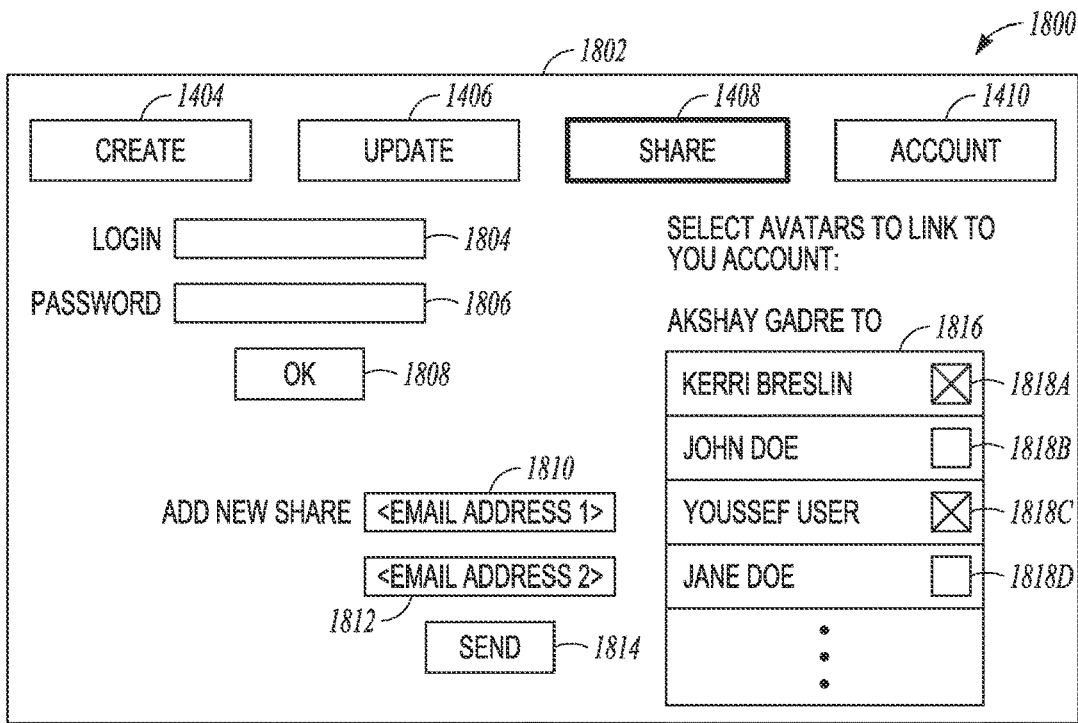 1800
1802
1404 1406 1408 1410
CREATE UPDATE SHARE ACCOUNT
LOGIN 1804
PASSWORD 1806
OK 1808
ADD NEW SHARE <EMAIL ADDRESS 1> 1810
<EMAIL ADDRESS 2>
1812
SEND 1814
SELECT AVATARS TO LINK TO
YOU ACCOUNT:
AKSHAY GADRE TO
1816
KERRI BRESLIN 1818A
JOHN DOE 1818B
YOUSSEF USER 1818C
JANE DOE 1818D